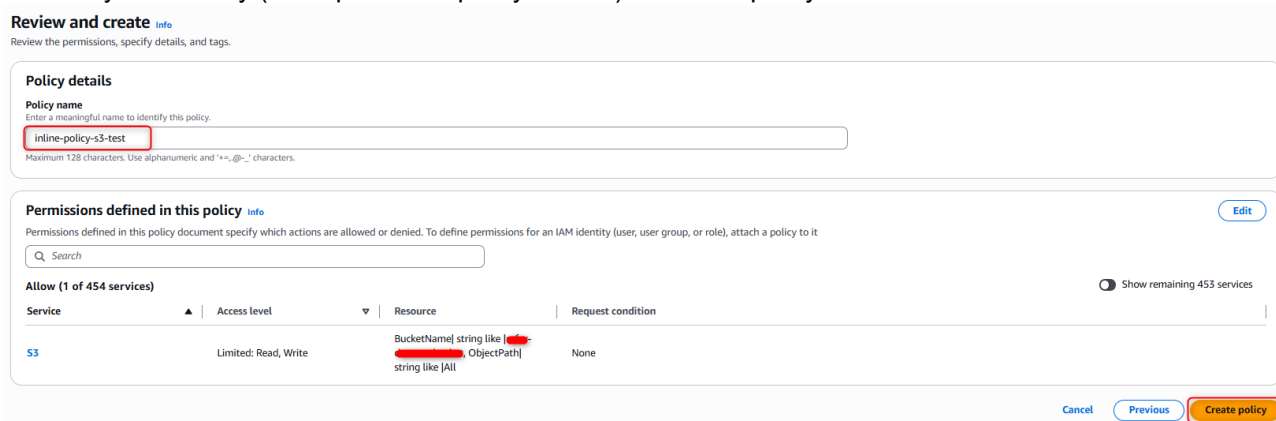 Review and create Info
Review the permissions, specify details, and tags.
Policy details
Policy name
Enter a meaningful name to identify this policy.
inline-policy-s3-test
Maximum 128 characters. Use alphanumeric and '+=,.@-_' characters.
Permissions defined in this policy Info
Edit
Permissions defined in this policy document specify which actions are allowed or denied. To define permissions for an IAM identity (user, user group, or role), attach a policy to it
Search
Allow (1 of 454 services)
Show remaining 453 services
Service Access level Resource Request condition
S3 Limited: Read, Write BucketName| string like | , ObjectPath| string like |All None
Cancel Previous Create policy